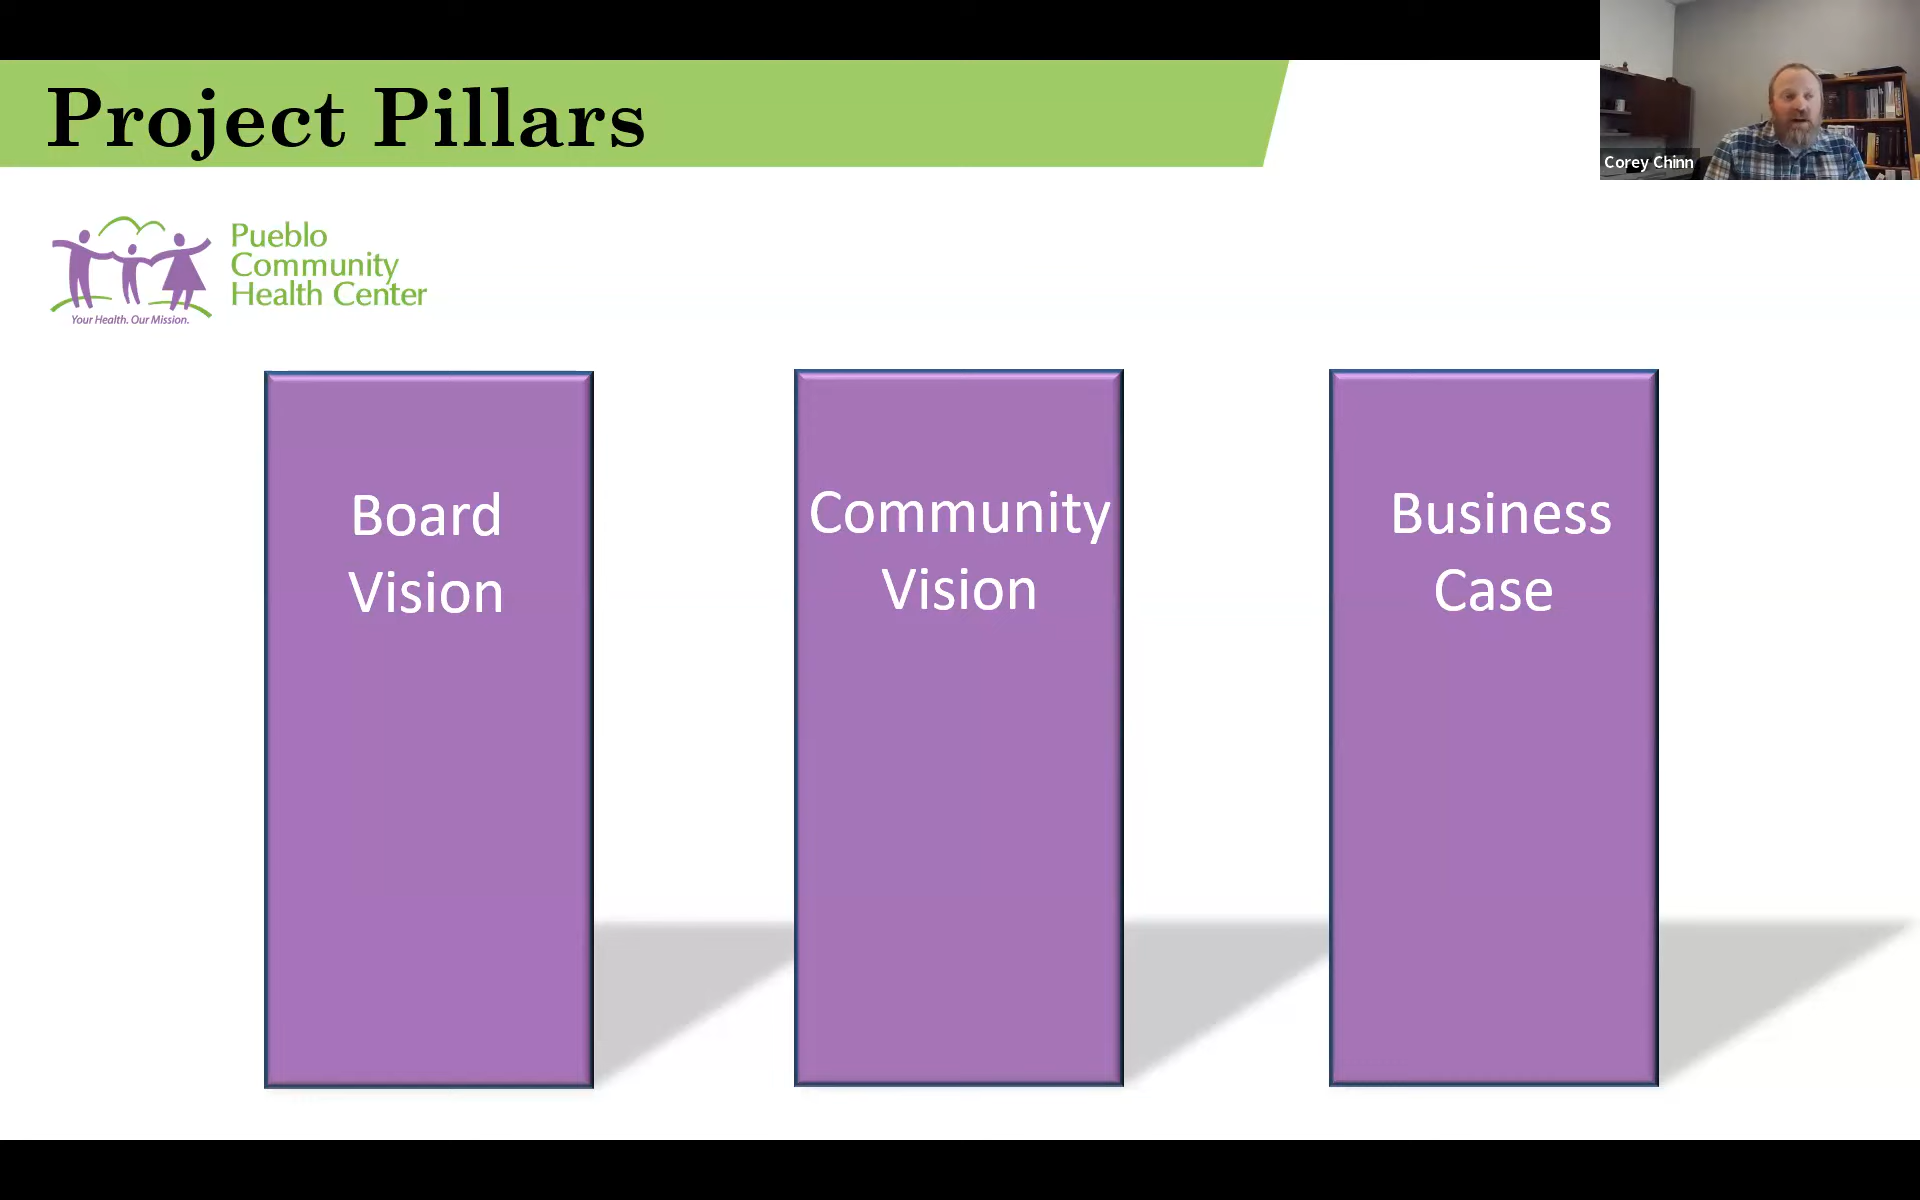 Project Pillars
Corey Chinn
Pueblo
Community
Health Center
Your Health. Our Mission.
Board
Vision
Community
Vision
Business
Case